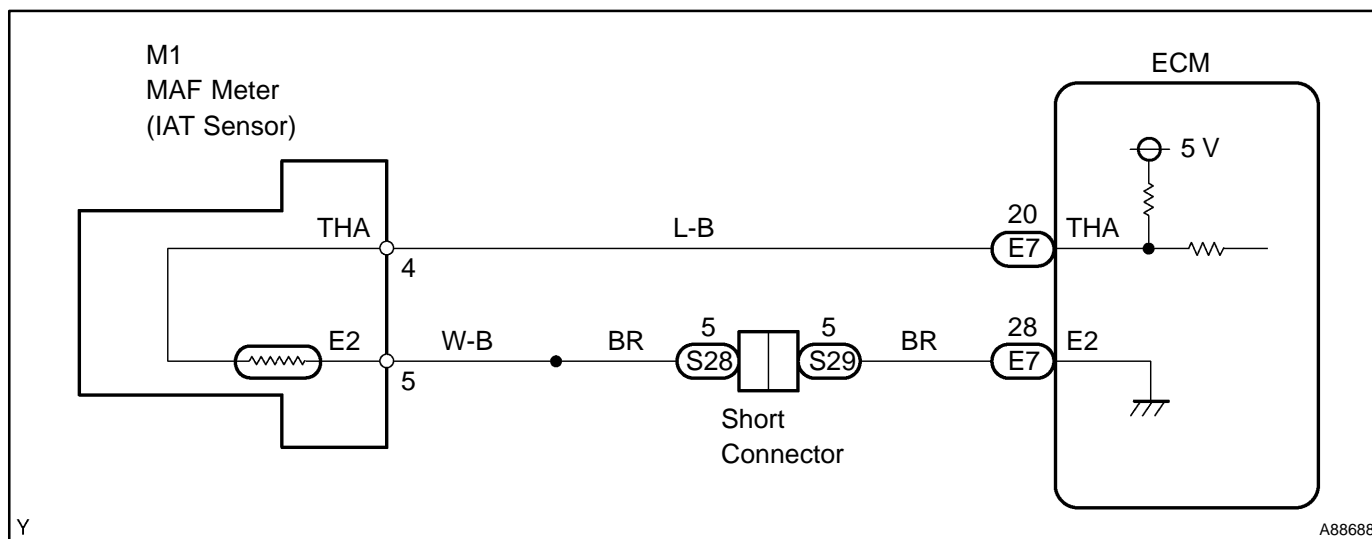 M1
MAF Meter
(IAT Sensor)
ECM
5 V
THA
4
L-B
20
E7
THA
E2
5
W-B
BR
5
S28
5
S29
BR
28
E7
E2
Short
Connector
Y
A88688